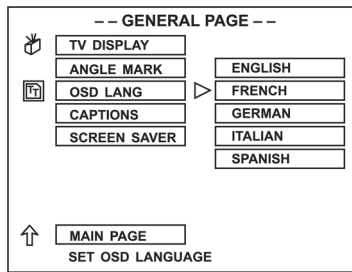 -- GENERAL PAGE --
TV DISPLAY
ANGLE MARK
OSD LANG
CAPTIONS
SCREEN SAVER
ENGLISH
FRENCH
GERMAN
ITALIAN
SPANISH
MAIN PAGE
SET OSD LANGUAGE